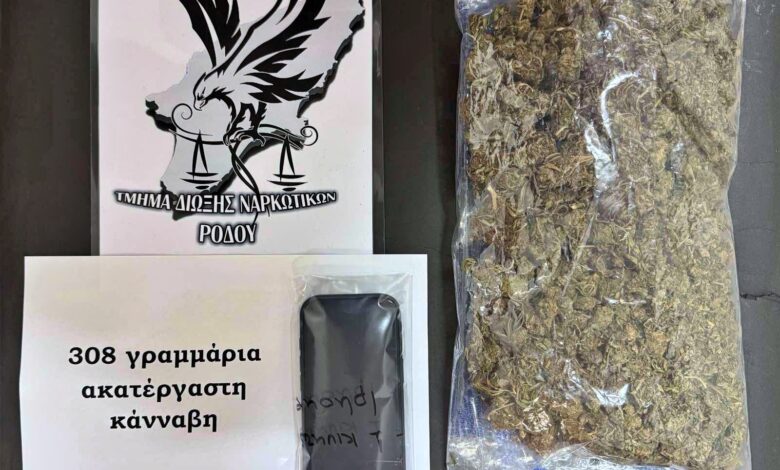 ΤΜΗΜΑ ΔΙΩΞΗΣ ΝΑΡΚΩΤΙΚΩΝ
ΡΟΔΟΥ
308 γραμμάρια
ακατέργαστη
κάνναβη